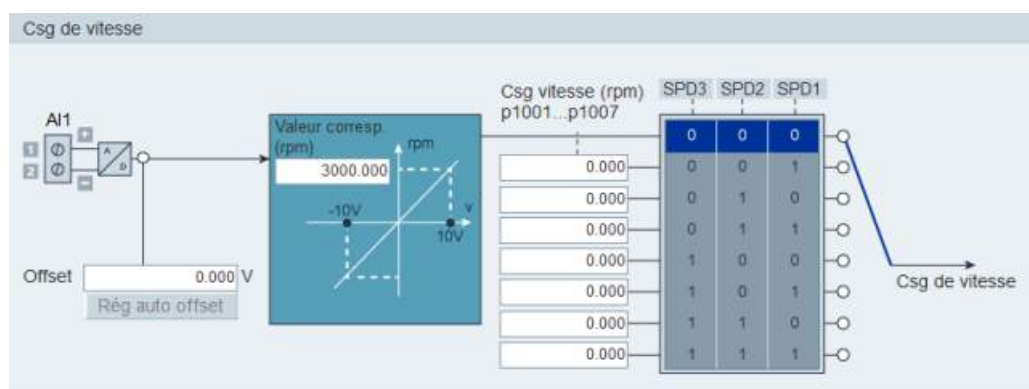 Csg de vitesse
Csg vitesse (rpm)
p1001...p1007
SPD3 SPD2 SPD1
AI1
+
1
2
A
D
-
Valeur corresp.
(rpm)
3000.000
rpm
-10V
V
10V
Offset
0.000 V
Rég auto offset
0 0 0
0.000 0 0 1
0.000 0 1 0
0.000 0 1 1
0.000 1 0 0
0.000 1 0 1
0.000 1 1 0
0.000 1 1 1
Csg de vitesse